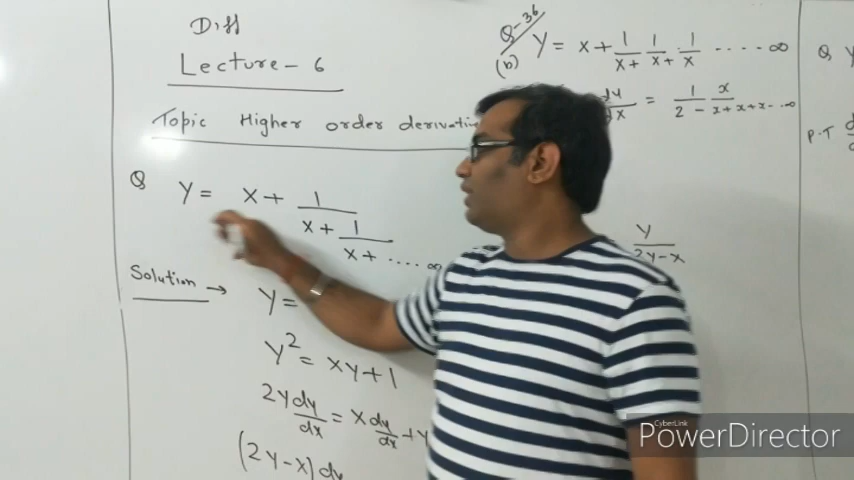 Diff
Lecture - 6
Topic Higher order derivative
Q Y = X + 1
X + 1
X + .... ∞
Solution → Y =
Y² = XY + 1
2Y dy/dx = X dy/dx + Y
(2Y - X) dy
Q-36
(b) Y = X + 1/X+ 1/X+ 1/X .... ∞
dy/dx = 1/2 - x/x+x+x+x-...∞
Y
2Y-X
Q Y
P.T d
CyberLink
PowerDirector